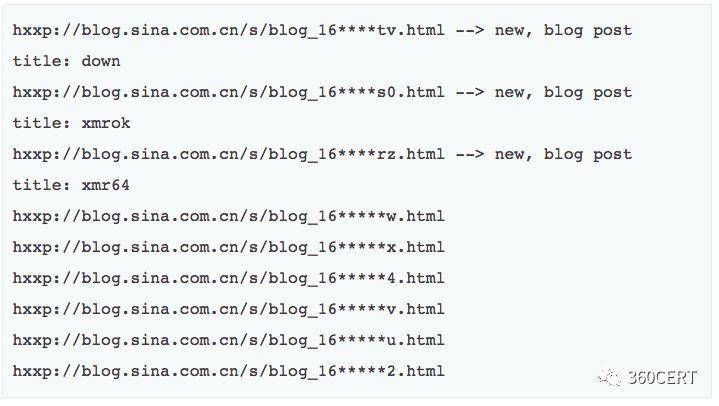 hxxp://blog.sina.com.cn/s/blog_16****tv.html --> new, blog post
title: down
hxxp://blog.sina.com.cn/s/blog_16****s0.html --> new, blog post
title: xmrok
hxxp://blog.sina.com.cn/s/blog_16****rz.html --> new, blog post
title: xmr64
hxxp://blog.sina.com.cn/s/blog_16*****w.html
hxxp://blog.sina.com.cn/s/blog_16*****x.html
hxxp://blog.sina.com.cn/s/blog_16*****4.html
hxxp://blog.sina.com.cn/s/blog_16*****v.html
hxxp://blog.sina.com.cn/s/blog_16*****u.html
hxxp://blog.sina.com.cn/s/blog_16*****2.html
360CERT